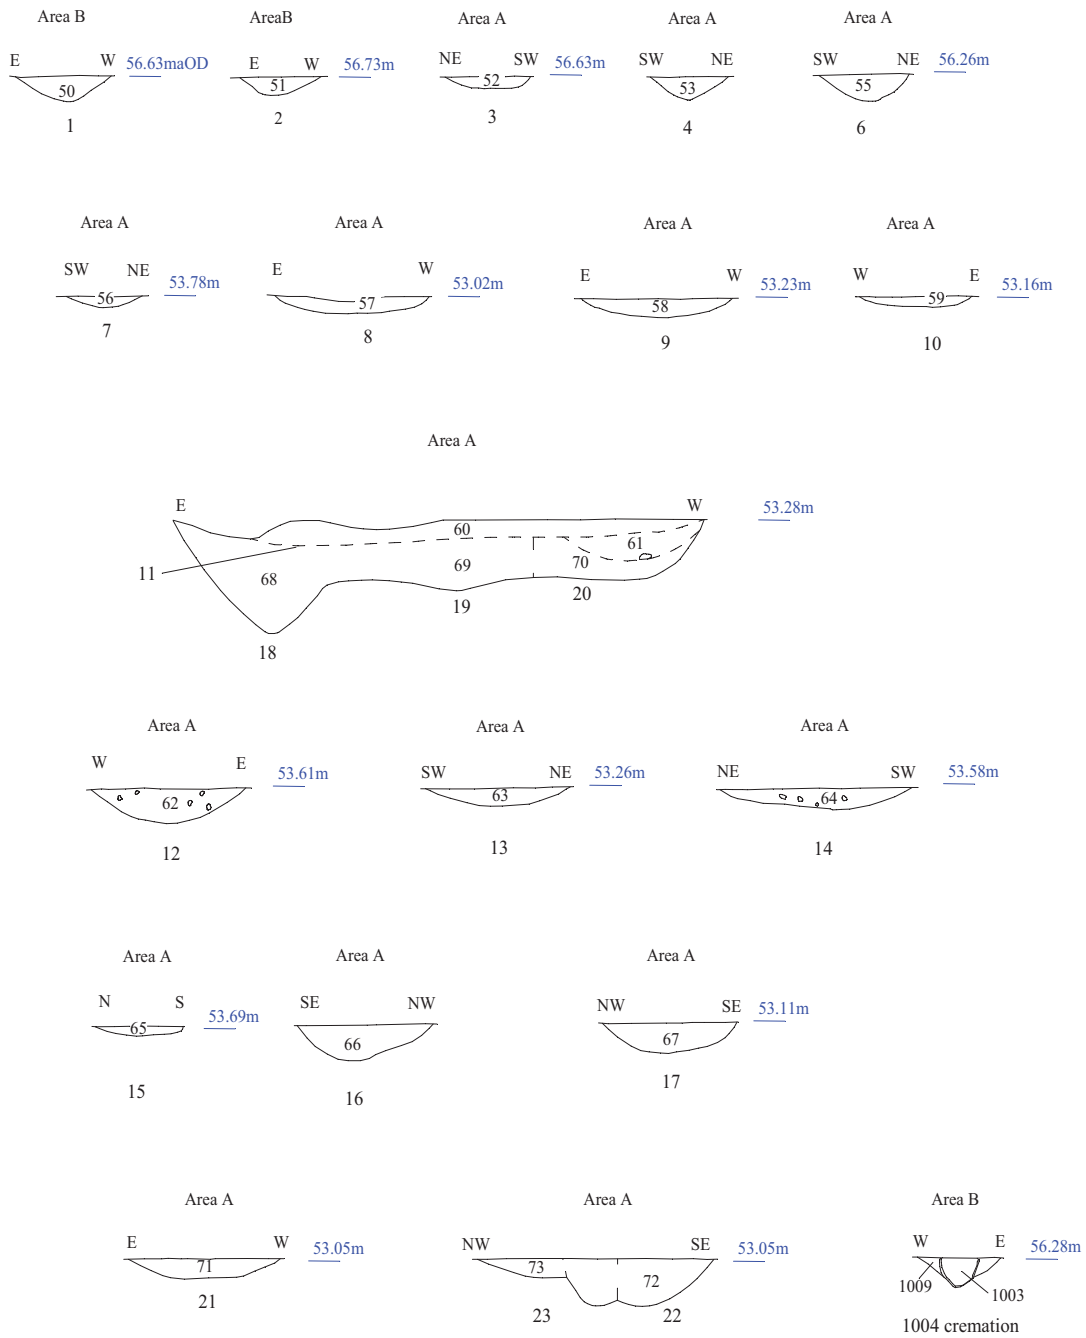 Area B AreaB Area A Area A Area A
E W 56.63maOD E W 56.73m NE SW 56.63m SW NE SW NE 56.26m
50 51 52 53 55
1 2 3 4 6
Area A Area A Area A Area A
SW NE 53.78m E W 53.02m E W 53.23m W E 53.16m
56 57 58 59
7 8 9 10
Area A
E W 53.28m
60
61
11 68 69 70
19 20
18
Area A Area A Area A
W E 53.61m SW NE 53.26m NE SW 53.58m
62 63 64
12 13 14
Area A Area A Area A
N S 53.69m SE NW NW SE 53.11m
65 66 67
15 16 17
Area A Area A Area B
E W 53.05m NW SE 53.05m W E 56.28m
71 73 72 1009 1003
21 23 22 1004 cremation